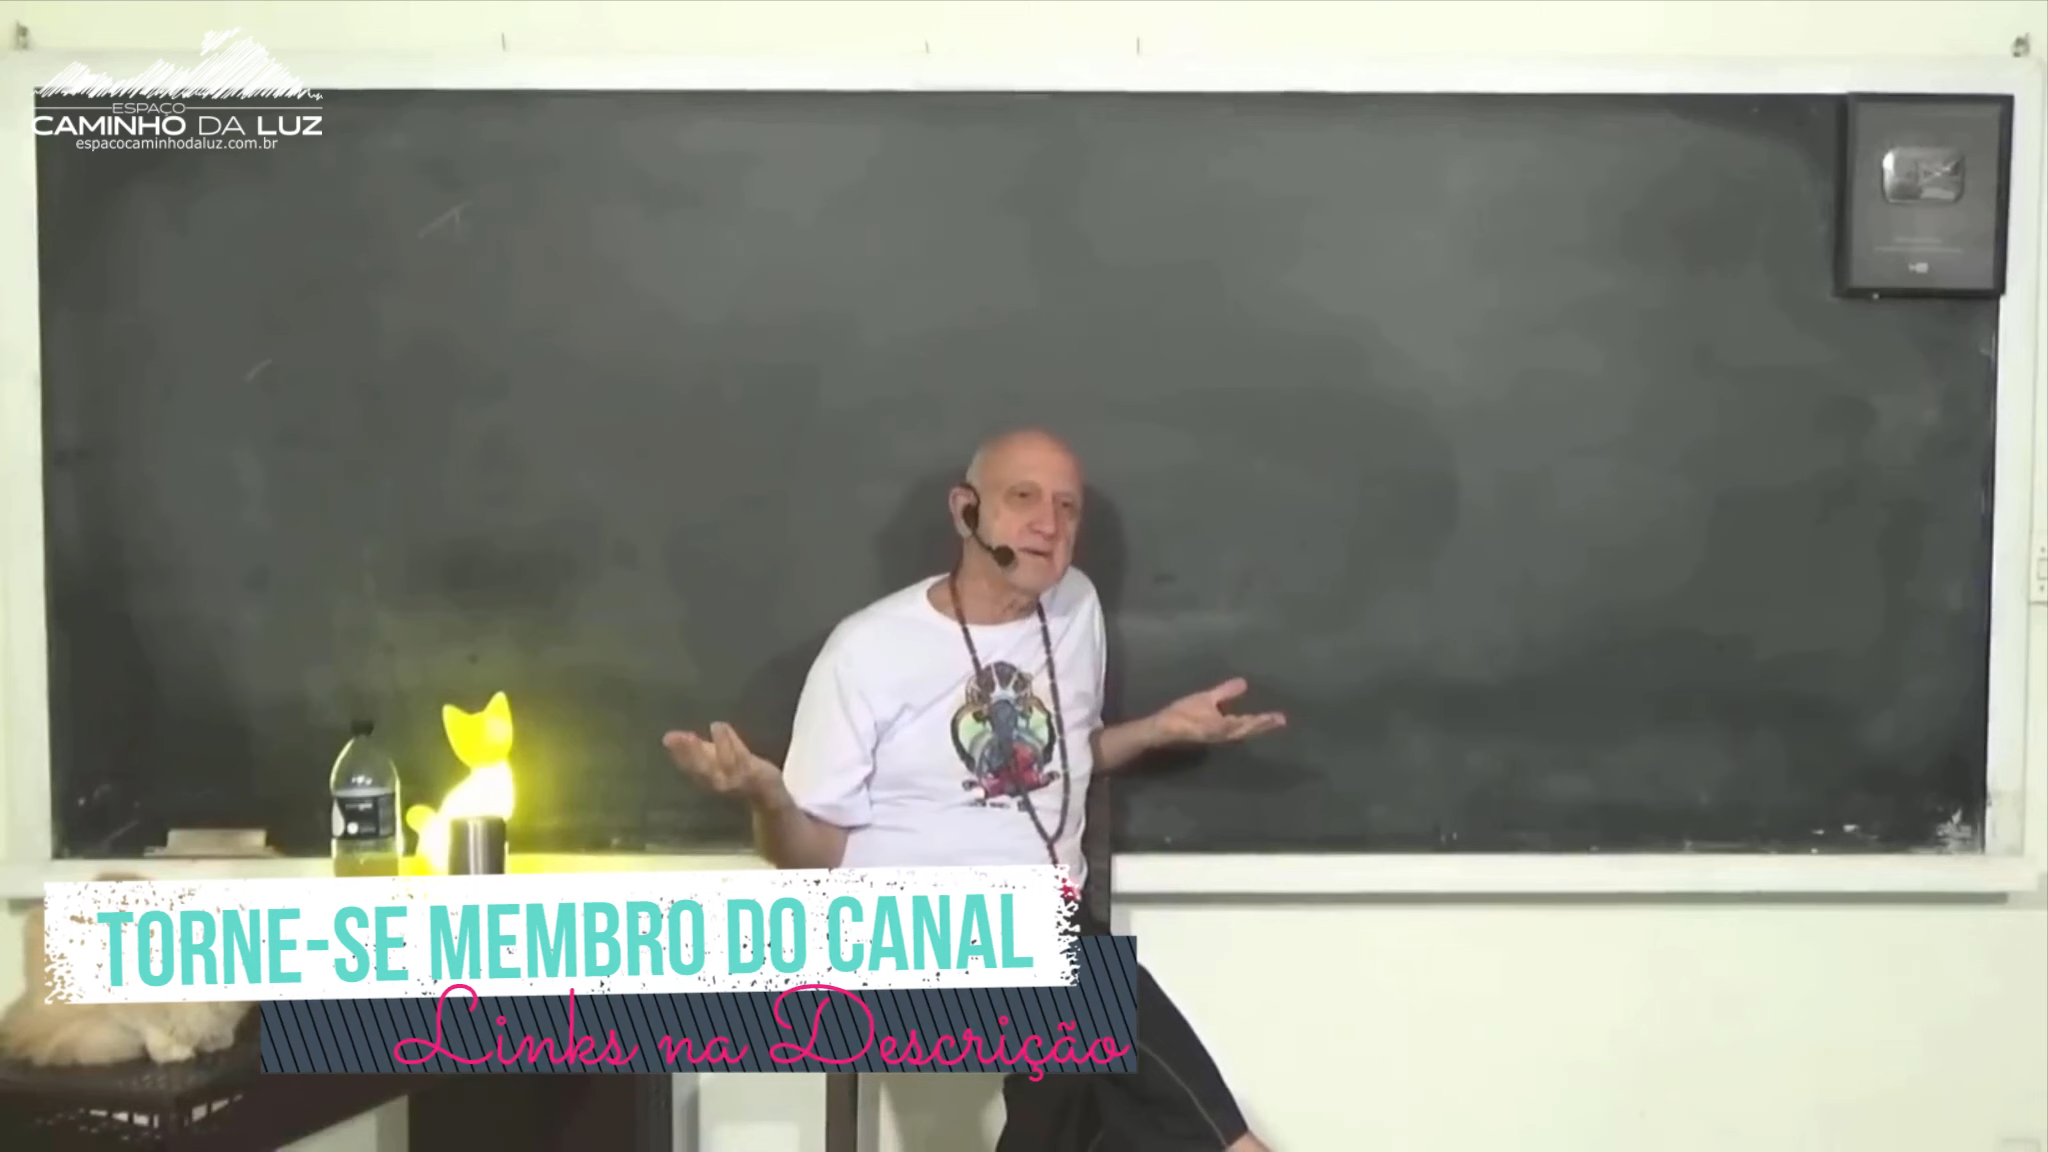 ESPAÇO
CAMINHO DA LUZ
espacocaminhodaluz.com.br
TORNE-SE MEMBRO DO CANAL
Links na Descrição